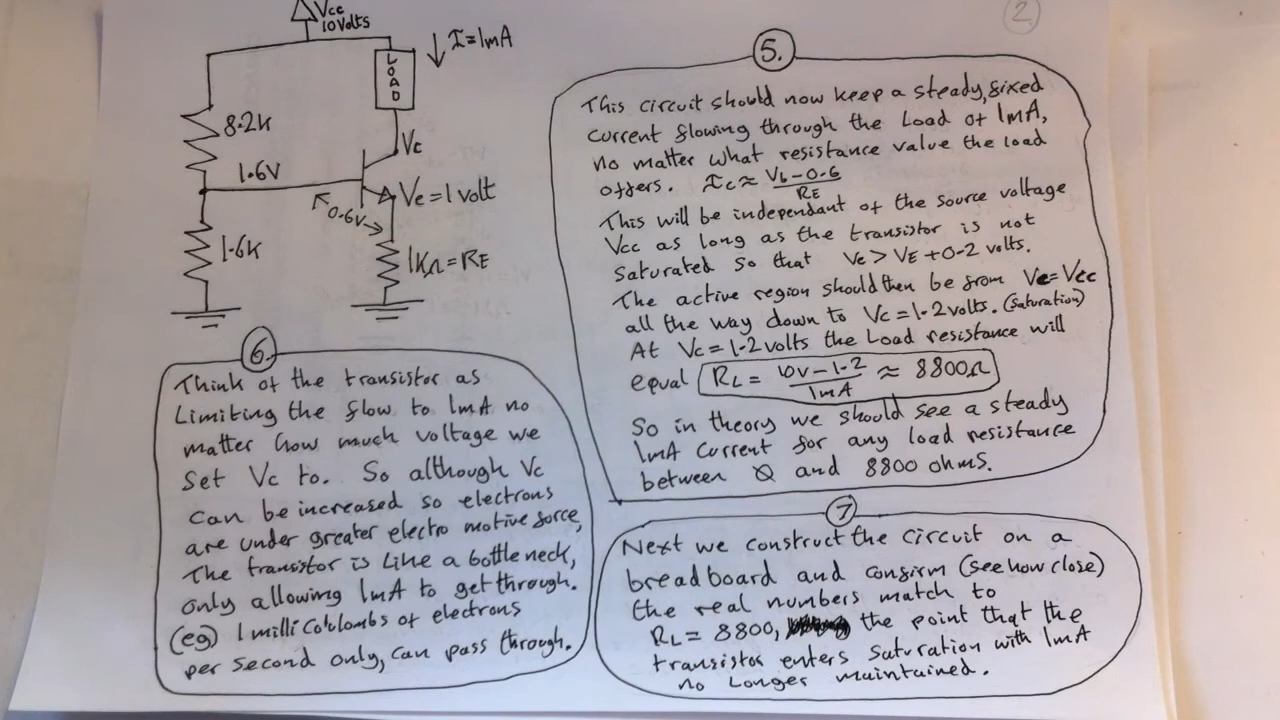 2.
Vcc
10Volts
I=1mA
LOAD
8.2K
1.6V
Vc
Ve=1volt
0.6V
1.6K
1KΩ=RE
5.
This circuit should now keep a steady, fixed
current flowing through the Load of 1mA,
no matter what resistance value the load
offers. Ic≈ Vb-0.6
RE
This will be independant of the source voltage
Vcc as long as the transistor is not
saturated so that Vc > VE +0.2 volts.
The active region should then be from Vc=Vcc
all the way down to Vc=1.2volts. (saturation)
At Vc=1.2 volts the Load resistance will
equal RL = 10V-1.2 ≈ 8800Ω
1mA
So in theory we should see a steady
1mA current for any load resistance
between 0 and 8800 ohms.
6.
Think of the transistor as
Limiting the flow to 1mA no
matter how much voltage we
set Vc to. So although Vc
can be increased so electrons
are under greater electro motive force,
The transistor is like a bottleneck,
only allowing 1mA to get through.
(eg) 1 milli Coulombs of electrons
per second only, can pass through.
7
Next we construct the circuit on a
breadboard and confirm (see how close)
the real numbers match to
RL = 8800, the point that the
transistor enters saturation with 1mA
no longer maintained.